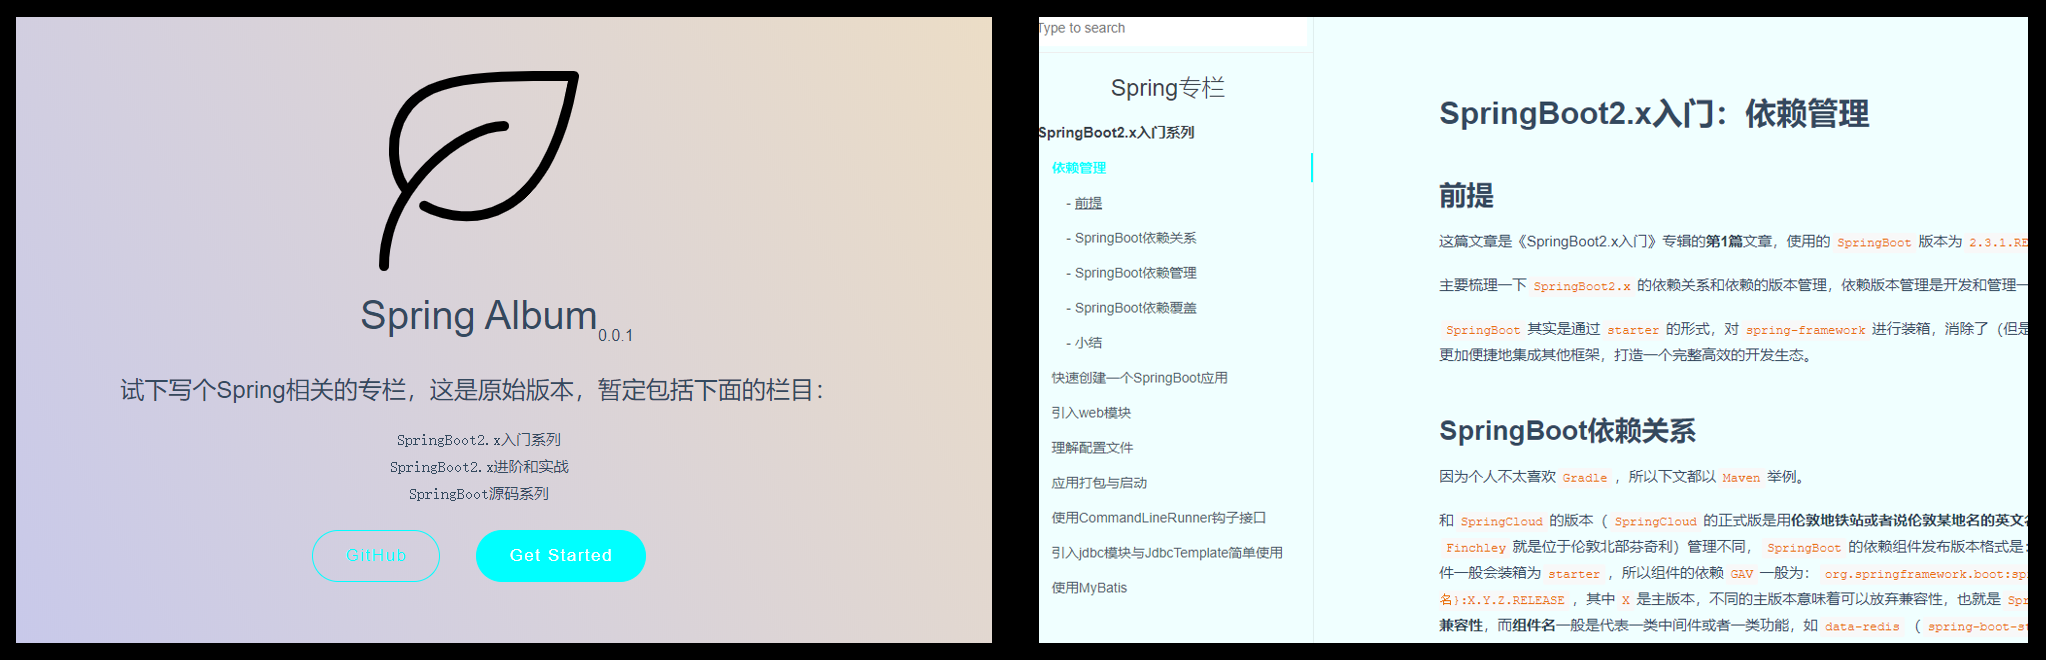 Spring Album 0.0.1
试下写个Spring相关的专栏，这是原始版本，暂定包括下面的栏目：
SpringBoot2.x入门系列
SpringBoot2.x进阶和实战
SpringBoot源码系列
GitHub
Get Started
Type to search
Spring专栏
SpringBoot2.x入门系列
依赖管理
- 前提
- SpringBoot依赖关系
- SpringBoot依赖管理
- SpringBoot依赖覆盖
- 小结
快速创建一个SpringBoot应用
引入web模块
理解配置文件
应用打包与启动
使用CommandLineRunner钩子接口
引入jdbc模块与JdbcTemplate简单使用
使用MyBatis
SpringBoot2.x入门：依赖管理
前提
这篇文章是《SpringBoot2.x入门》专辑的第1篇文章，使用的 SpringBoot 版本为 2.3.1.RE
主要梳理一下 SpringBoot2.x 的依赖关系和依赖的版本管理，依赖版本管理是开发和管理一
SpringBoot 其实是通过 starter 的形式，对 spring-framework 进行装箱，消除了（但是
更加便捷地集成其他框架，打造一个完整高效的开发生态。
SpringBoot依赖关系
因为个人不太喜欢 Gradle ，所以下文都以 Maven 举例。
和 SpringCloud 的版本（ SpringCloud 的正式版是用伦敦地铁站或者说伦敦某地名的英文名
Finchley 就是位于伦敦北部芬奇利）管理不同， SpringBoot 的依赖组件发布版本格式是：
件一般会装箱为 starter ，所以组件的依赖 GAV 一般为： org.springframework.boot:sp
名}:X.Y.Z.RELEASE ，其中 X 是主版本，不同的主版本意味着可以放弃兼容性，也就是 Spr
兼容性，而组件名一般是代表一类中间件或者一类功能，如 data-redis （ spring-boot-s